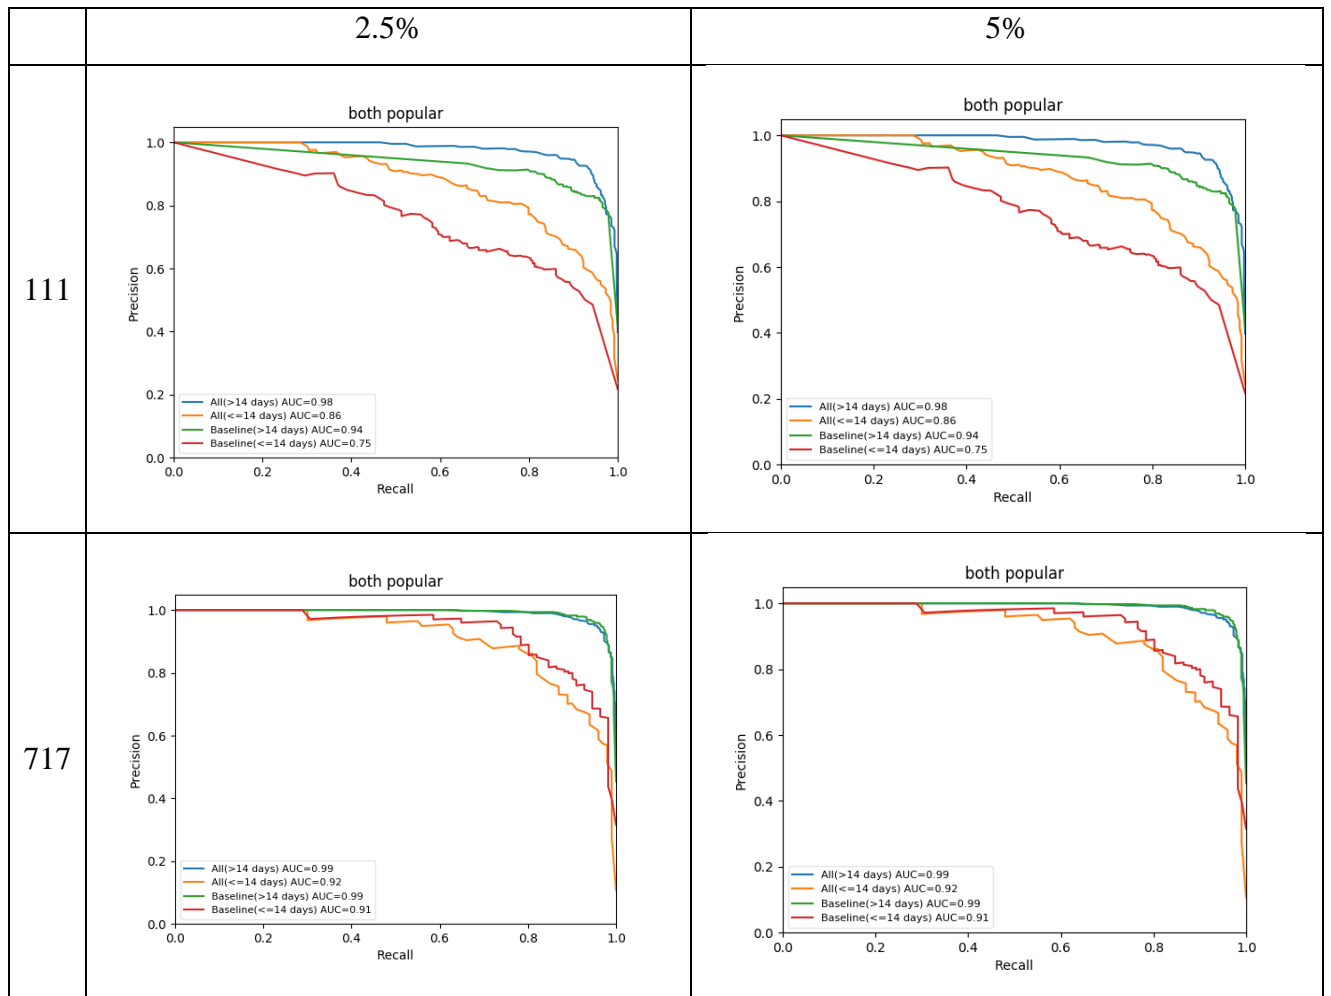 2.5%
5%
111
both popular
1.0
0.8
0.6
0.4
0.2
0.0
Precision
All(>14 days) AUC=0.98
All(<=14 days) AUC=0.86
Baseline(>14 days) AUC=0.94
Baseline(<=14 days) AUC=0.75
0.0 0.2 0.4 0.6 0.8 1.0
Recall
both popular
1.0
0.8
0.6
0.4
0.2
0.0
Precision
All(>14 days) AUC=0.98
All(<=14 days) AUC=0.86
Baseline(>14 days) AUC=0.94
Baseline(<=14 days) AUC=0.75
0.0 0.2 0.4 0.6 0.8 1.0
Recall
717
both popular
1.0
0.8
0.6
0.4
0.2
0.0
Precision
All(>14 days) AUC=0.99
All(<=14 days) AUC=0.92
Baseline(>14 days) AUC=0.99
Baseline(<=14 days) AUC=0.91
0.0 0.2 0.4 0.6 0.8 1.0
Recall
both popular
1.0
0.8
0.6
0.4
0.2
0.0
Precision
All(>14 days) AUC=0.99
All(<=14 days) AUC=0.92
Baseline(>14 days) AUC=0.99
Baseline(<=14 days) AUC=0.91
0.0 0.2 0.4 0.6 0.8 1.0
Recall